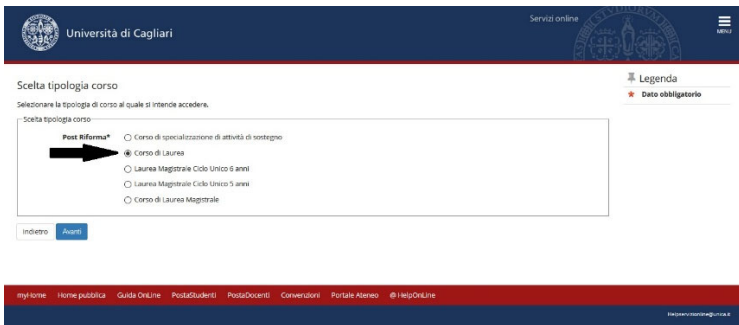 Università di Cagliari
Servizi online
MENU
Scelta tipologia corso
Selezionare la tipologia di corso al quale si intende accedere.
Scelta tipologia corso
Post Riforma*
Corso di specializzazione di attività di sostegno
Corso di Laurea
Laurea Magistrale Ciclo Unico 6 anni
Laurea Magistrale Ciclo Unico 5 anni
Corso di Laurea Magistrale
Indietro
Avanti
Legenda
* Dato obbligatorio
myHome Home pubblica Guida OnLine PostaStudenti PostaDocenti Convenzioni Portale Ateneo @ HelpOnLine
Helpservizionline@unica.it